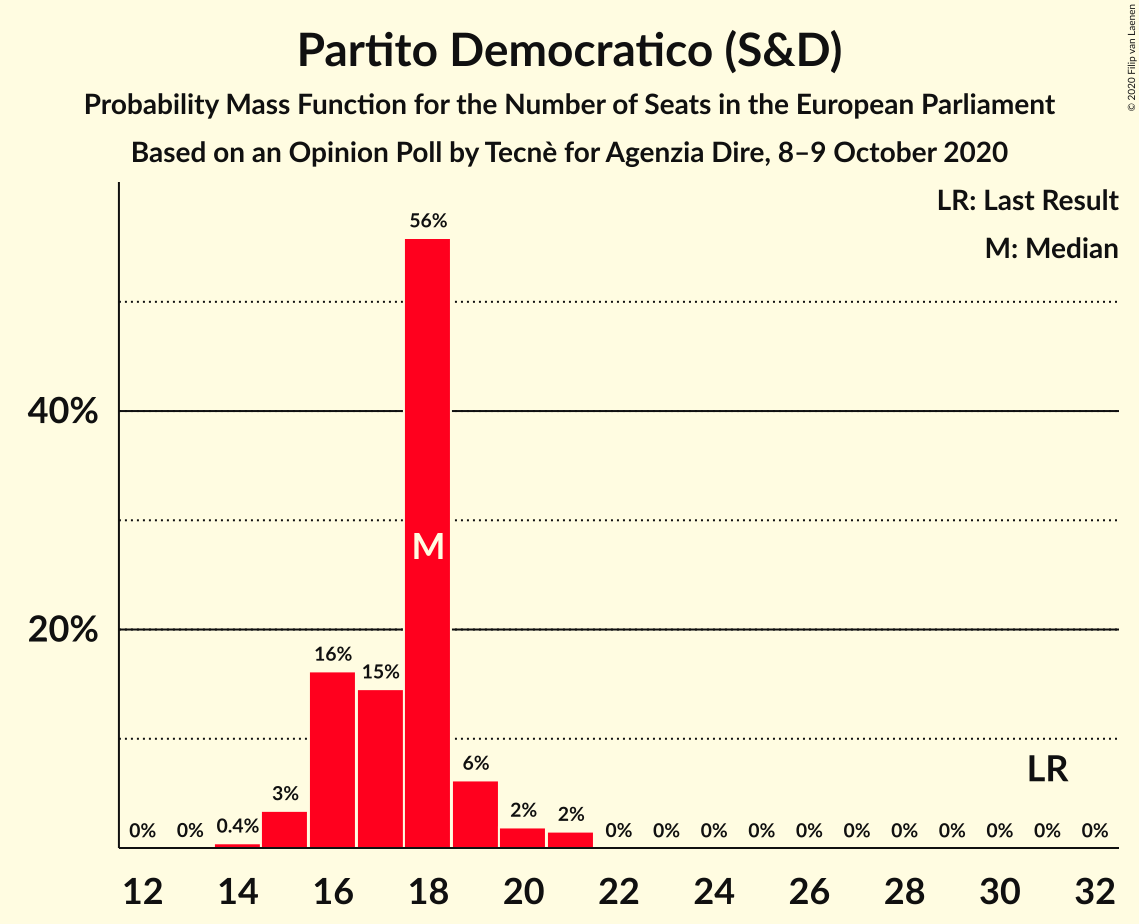 Partito Democratico (S&D)
Probability Mass Function for the Number of Seats in the European Parliament
Based on an Opinion Poll by Tecnè for Agenzia Dire, 8–9 October 2020
© 2020 Filip van Laenen
LR: Last Result
M: Median
56%
40%
M
20%
16%
15%
LR
6%
3%
2%
2%
0% 0% 0.4% 0% 0% 0% 0% 0% 0% 0% 0% 0% 0% 0%
12 14 16 18 20 22 24 26 28 30 32